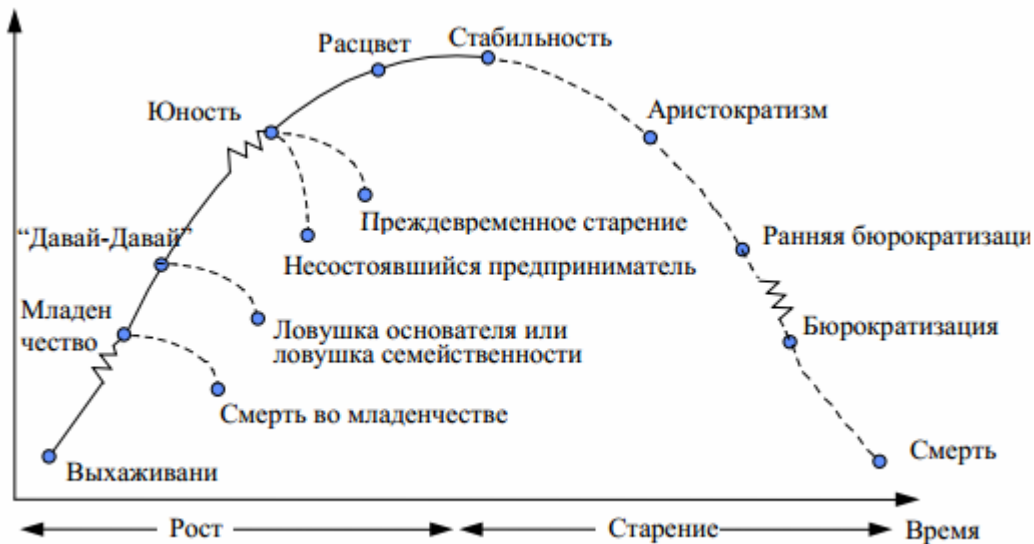 Расцвет
Стабильность
Юность
Аристократизм
Преждевременное старение
“Давай-Давай”
Ранняя бюрократизаци
Несостоявшийся предприниматель
Младен
чество
Ловушка основателя или
ловушка семейственности
Бюрократизация
Смерть во младенчестве
Выхаживани
Смерть
Рост
Старение
Время